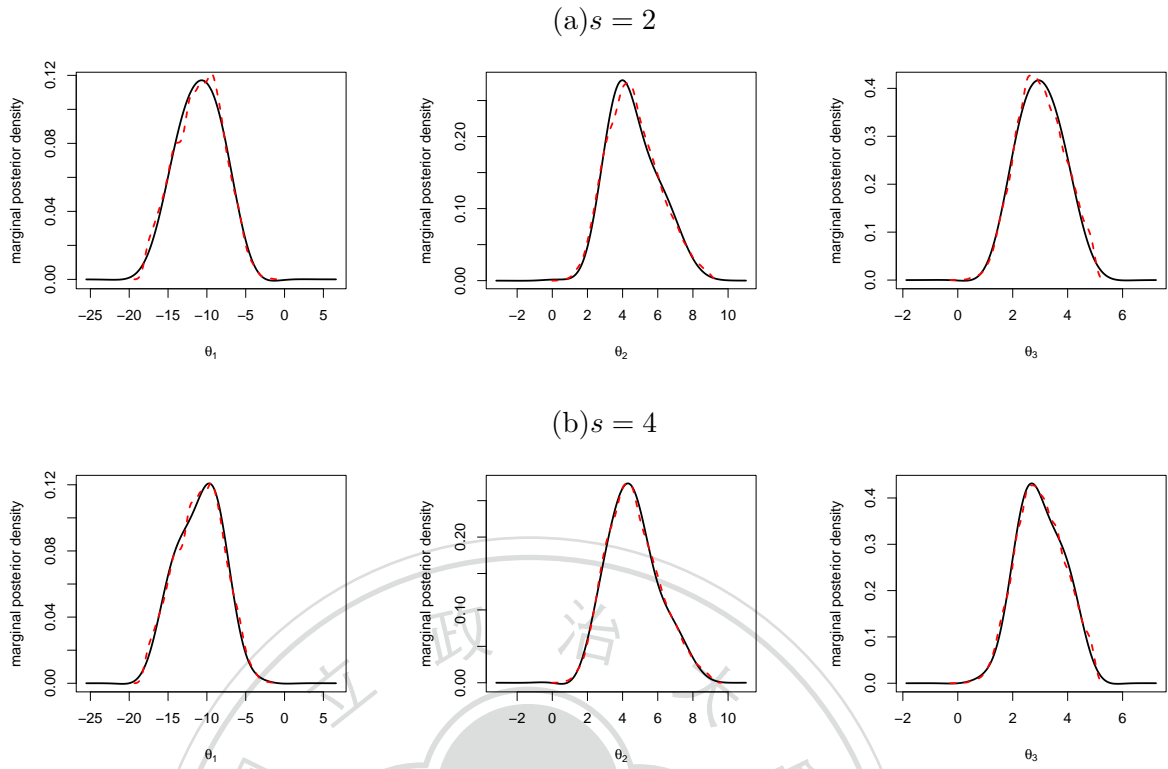 (a)s = 2
marginal posterior density
0.00 0.04 0.08 0.12
−25 −20 −15 −10 −5 0 5
θ1
marginal posterior density
0.00 0.10 0.20
−2 0 2 4 6 8 10
θ2
marginal posterior density
0.0 0.1 0.2 0.3 0.4
−2 0 2 4 6
θ3
(b)s = 4
marginal posterior density
0.00 0.04 0.08 0.12
−25 −20 −15 −10 −5 0 5
θ1
marginal posterior density
0.00 0.10 0.20
−2 0 2 4 6 8 10
θ2
marginal posterior density
0.0 0.1 0.2 0.3 0.4
−2 0 2 4 6
θ3
立 政 治 大